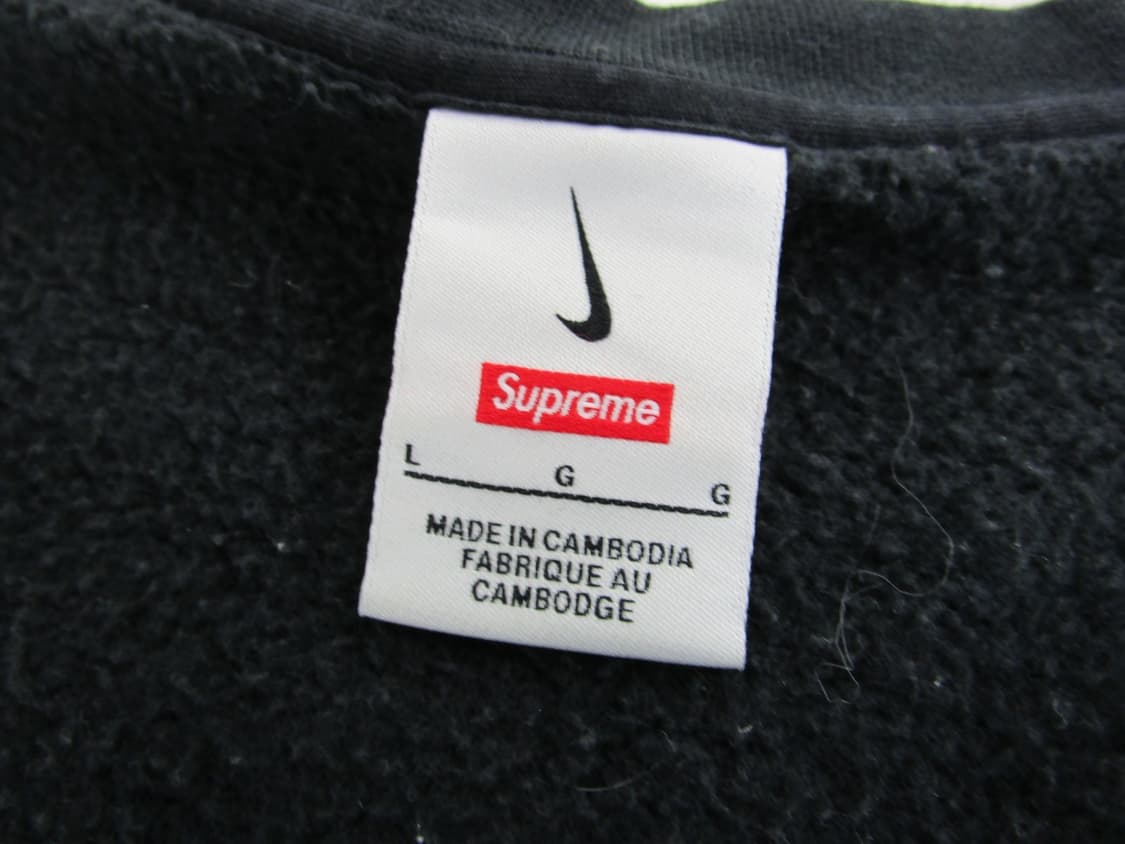 Supreme
L G G
MADE IN CAMBODIA
FABRIQUE AU
CAMBODGE